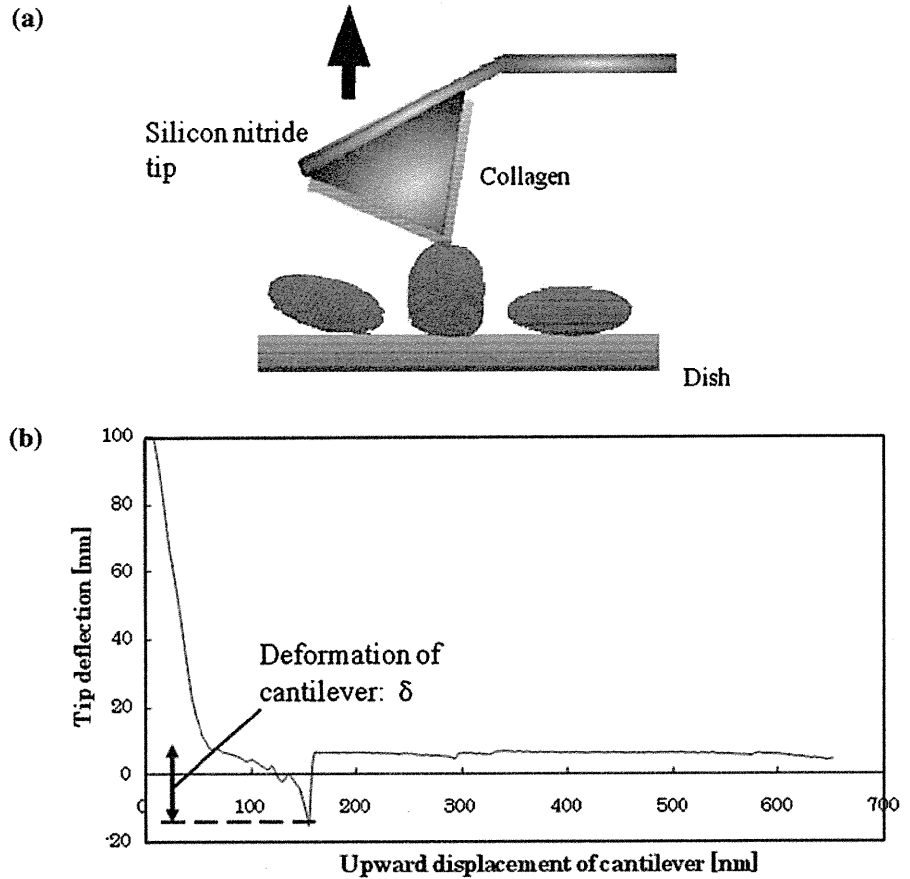 (a)
Silicon nitride
tip
Collagen
Dish
(b)
100
80
60
40
20
0
-20
Tip deflection [nm]
Deformation of
cantilever: δ
0 100 200 300 400 500 600 700
Upward displacement of cantilever [nm]